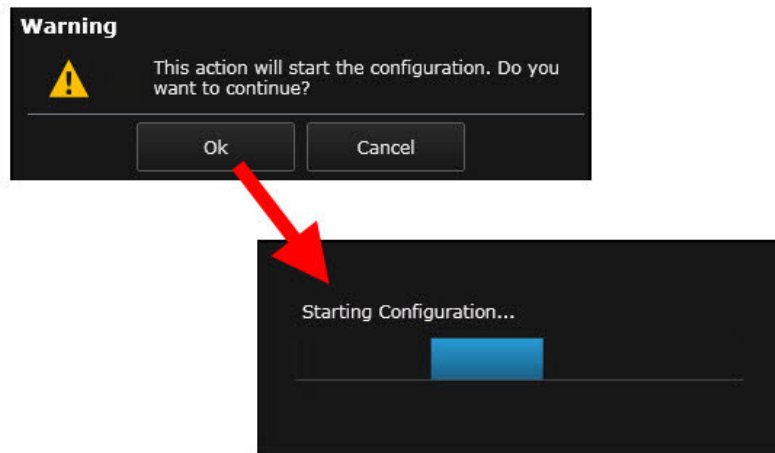 Warning
This action will start the configuration. Do you
want to continue?
Ok
Cancel
Starting Configuration...